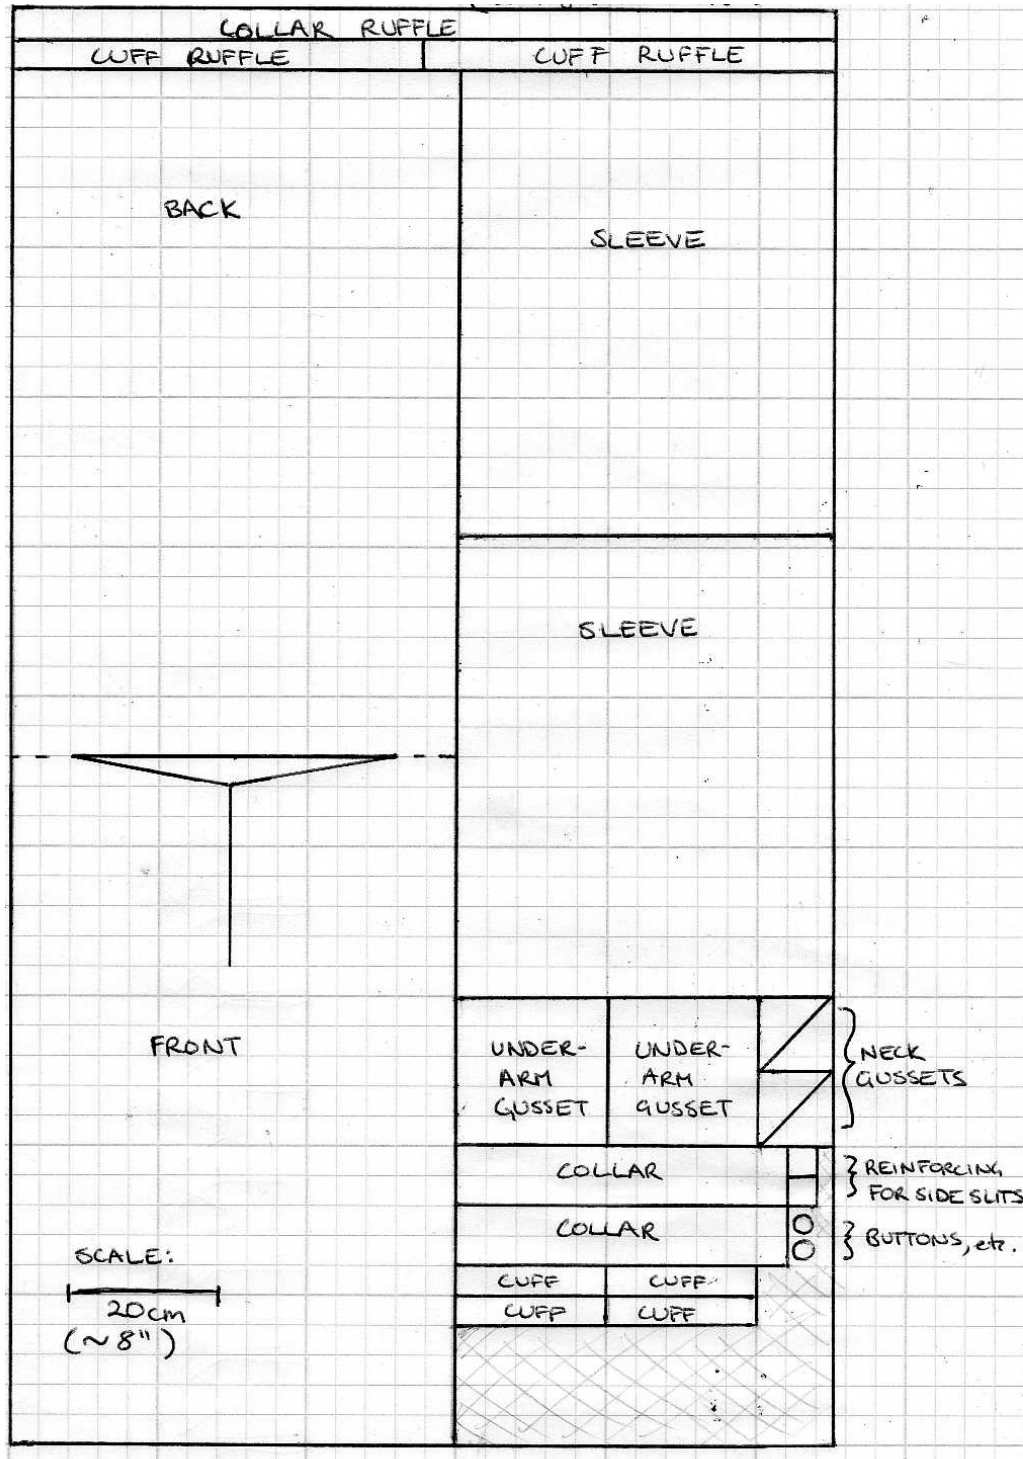 COLLAR RUFFLE
CUFF RUFFLE
CUFF RUFFLE
BACK
SLEEVE
SLEEVE
FRONT
UNDER-
ARM
GUSSET
UNDER-
ARM
GUSSET
NECK
GUSSETS
COLLAR
REINFORCING
FOR SIDE SLITS
COLLAR
BUTTONS, etc.
SCALE:
20cm
(~8")
CUFF
CUFF
CUFF
CUFF